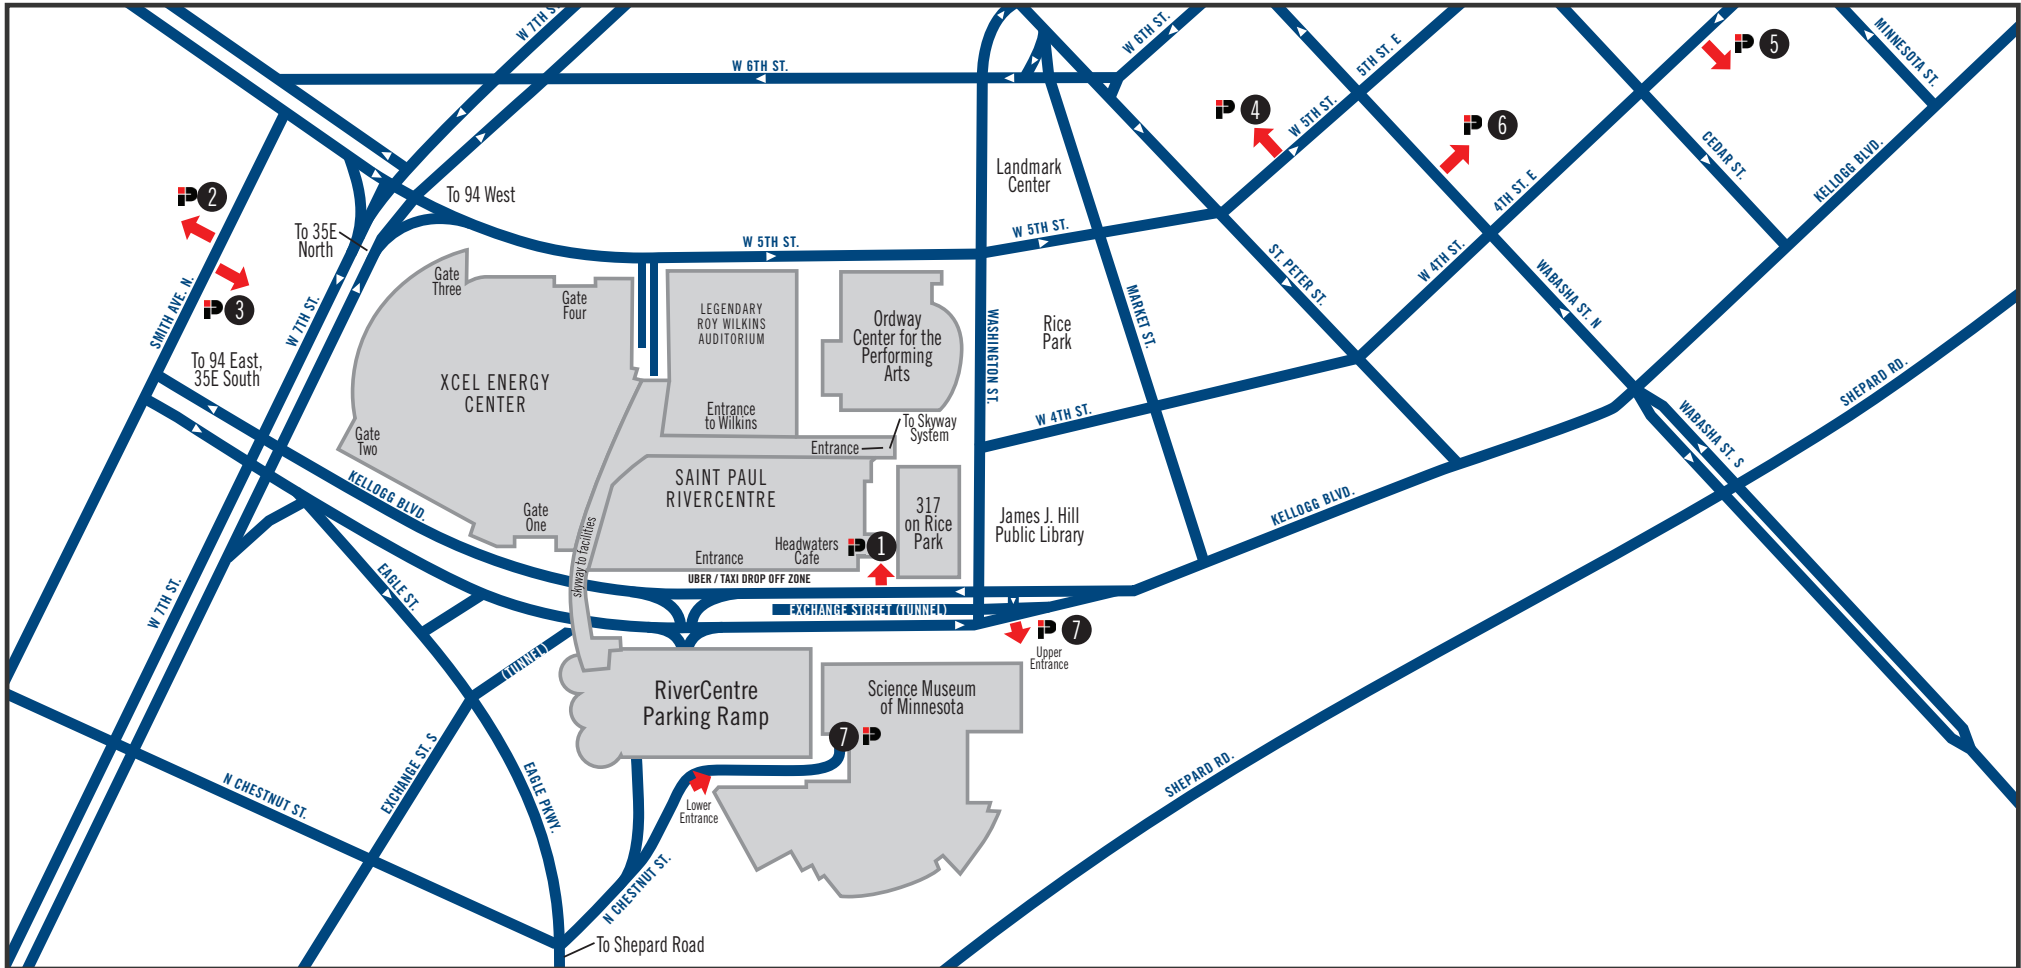 W 7TH ST.
W 6TH ST.
W 6TH ST.
5TH ST. E
P 5
MINNESOTA ST.
P 4
W 5TH ST.
P 6
CEDAR ST.
KELLOGG BLVD.
Landmark
Center
P 2
To 94 West
To 35E
North
W 5TH ST.
W 5TH ST.
4TH ST. E
W 4TH ST.
ST. PETER ST.
WABASHA ST. N
SMITH AVE. N.
P 3
W 7TH ST.
To 94 East,
35E South
Gate
Three
Gate
Four
LEGENDARY
ROY WILKINS
AUDITORIUM
Ordway
Center for the
Performing
Arts
WASHINGTON ST.
Rice
Park
MARKET ST.
XCEL ENERGY
CENTER
Entrance
to Wilkins
To Skyway
System
Entrance
W 4TH ST.
SHEPARD RD.
WABASHA ST. S
Gate
Two
KELLOGG BLVD.
SAINT PAUL
RIVERCENTRE
317
on Rice
Park
James J. Hill
Public Library
KELLOGG BLVD.
Gate
One
skyway to facilities
Entrance
Headwaters
Cafe
P 1
UBER / TAXI DROP OFF ZONE
EXCHANGE STREET (TUNNEL)
P 7
Upper
Entrance
EAGLE ST.
W 7TH ST.
(TUNNEL)
RiverCentre
Parking Ramp
Science Museum
of Minnesota
7 P
N CHESTNUT ST.
EXCHANGE ST. S
EAGLE PKWY.
Lower
Entrance
SHEPARD RD.
N CHESTNUT ST.
To Shepard Road